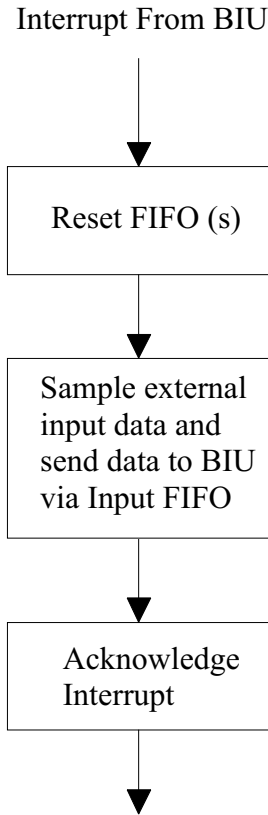 Interrupt From BIU
Reset FIFO (s)
Sample external
input data and
send data to BIU
via Input FIFO
Acknowledge
Interrupt